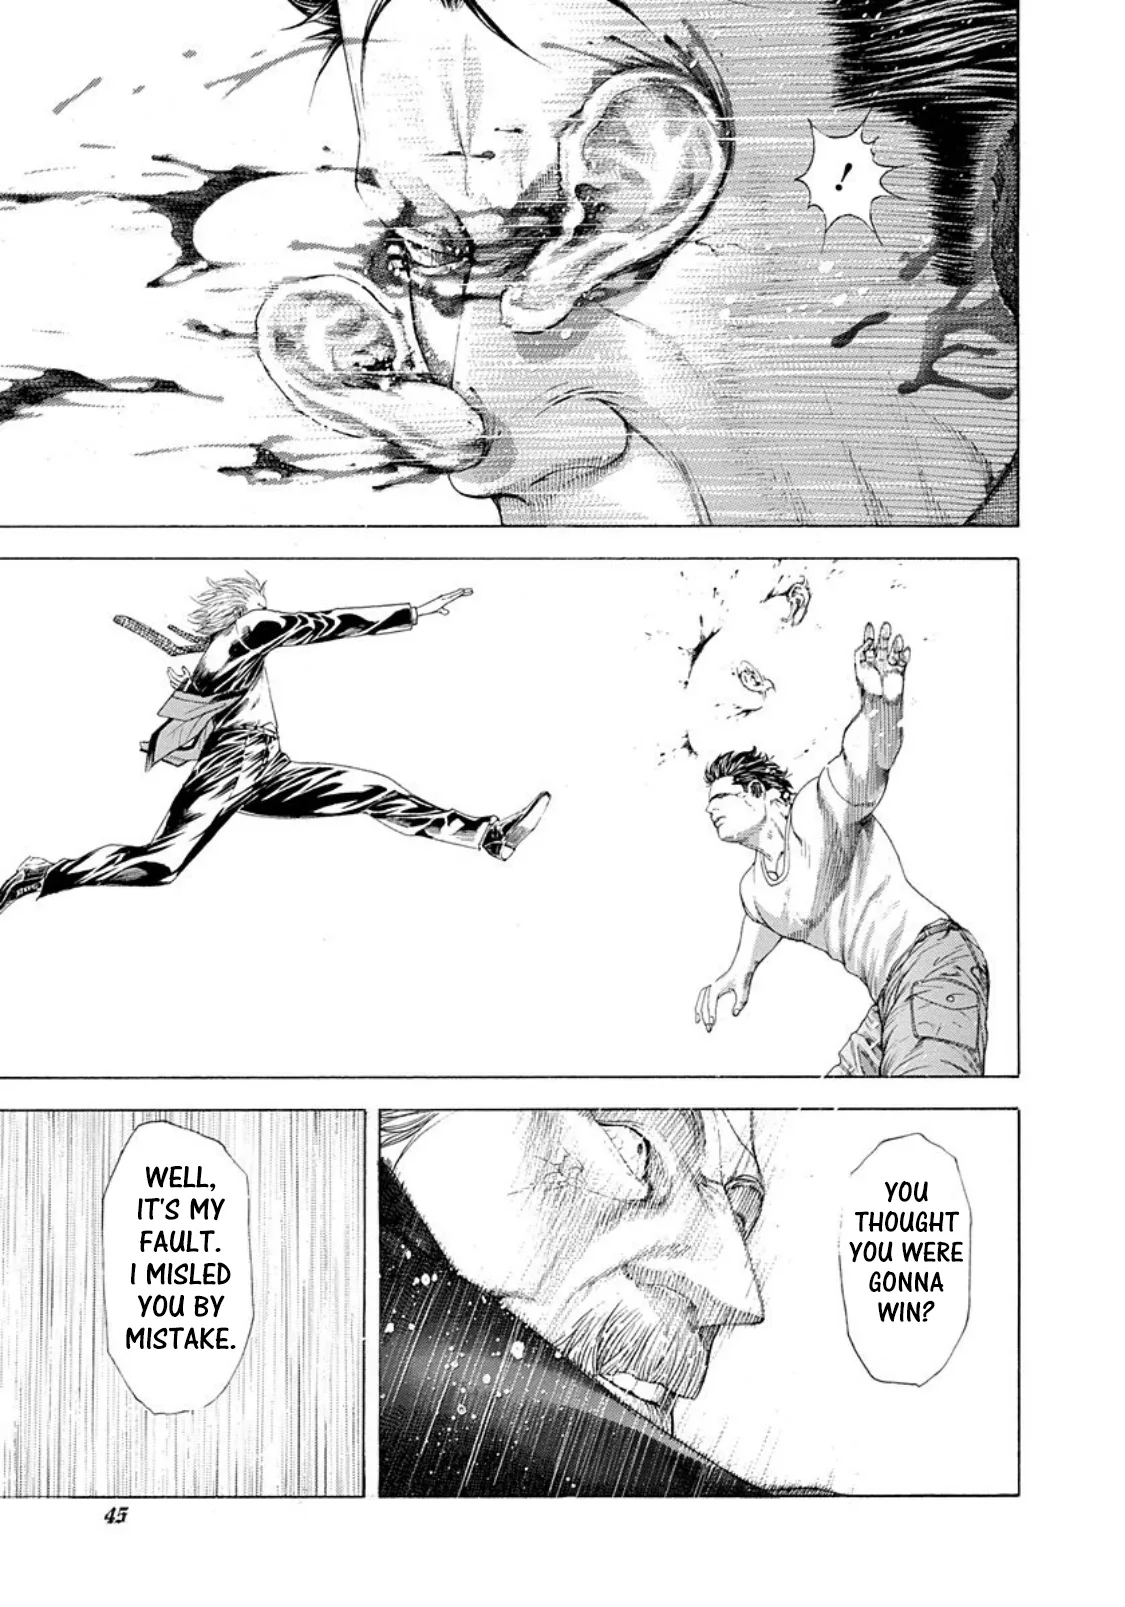 !
YOU
THOUGHT
YOU WERE
GONNA
WIN?
WELL,
IT'S MY
FAULT.
I MISLED
YOU BY
MISTAKE.
45